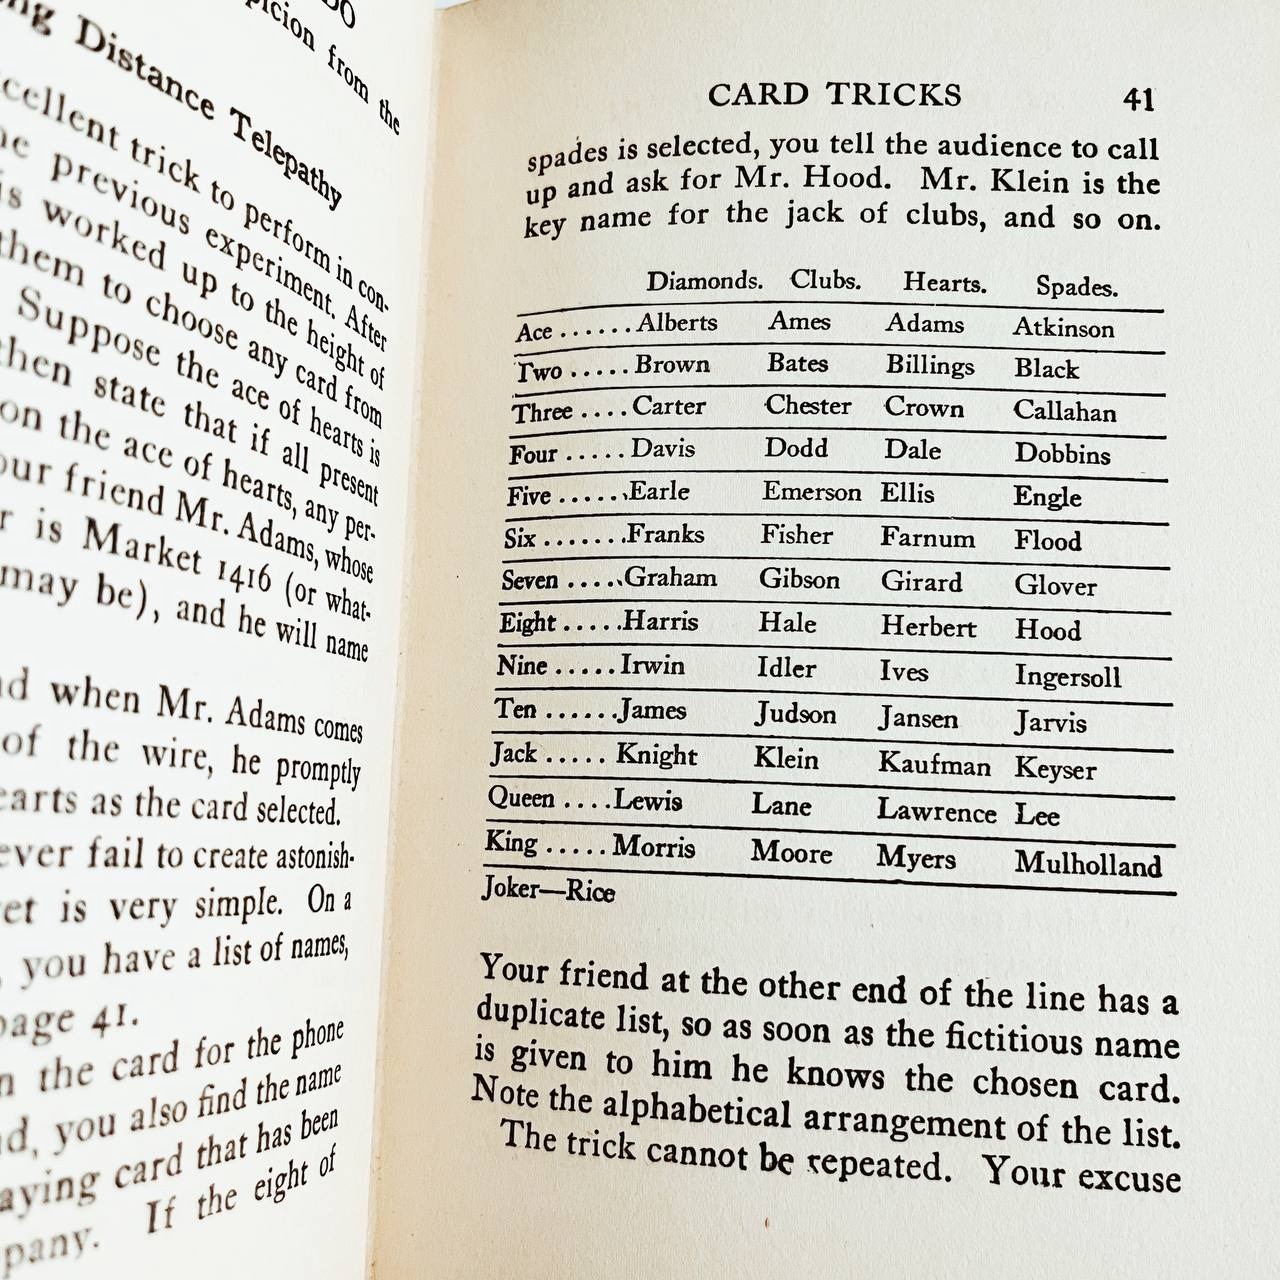 DO
picion from the
Distance Telepathy
cellent trick to perform in con-
previous experiment. After
is worked up to the height of
them to choose any card from
Suppose the ace of hearts is
then state that if all present
on the ace of hearts, any per-
our friend Mr. Adams, whose
r is Market 1416 (or what-
may be), and he will name
when Mr. Adams comes
of the wire, he promptly
earts as the card selected.
ever fail to create astonish-
et is very simple. On a
you have a list of names,
page 41.
the card for the phone
you also find the name
aying card that has been
pany. If the eight of
CARD TRICKS 41
spades is selected, you tell the audience to call
up and ask for Mr. Hood. Mr. Klein is the
key name for the jack of clubs, and so on.
Diamonds. Clubs. Hearts. Spades.
Ace.......Alberts Ames Adams Atkinson
Two.....Brown Bates Billings Black
Three....Carter Chester Crown Callahan
Four.....Davis Dodd Dale Dobbins
Five......Earle Emerson Ellis Engle
Six.......Franks Fisher Farnum Flood
Seven.....Graham Gibson Girard Glover
Eight.....Harris Hale Herbert Hood
Nine.....Irwin Idler Ives Ingersoll
Ten......James Judson Jansen Jarvis
Jack.....Knight Klein Kaufman Keyser
Queen....Lewis Lane Lawrence Lee
King.....Morris Moore Myers Mulholland
Joker—Rice
Your friend at the other end of the line has a
duplicate list, so as soon as the fictitious name
is given to him he knows the chosen card.
Note the alphabetical arrangement of the list.
The trick cannot be repeated. Your excuse